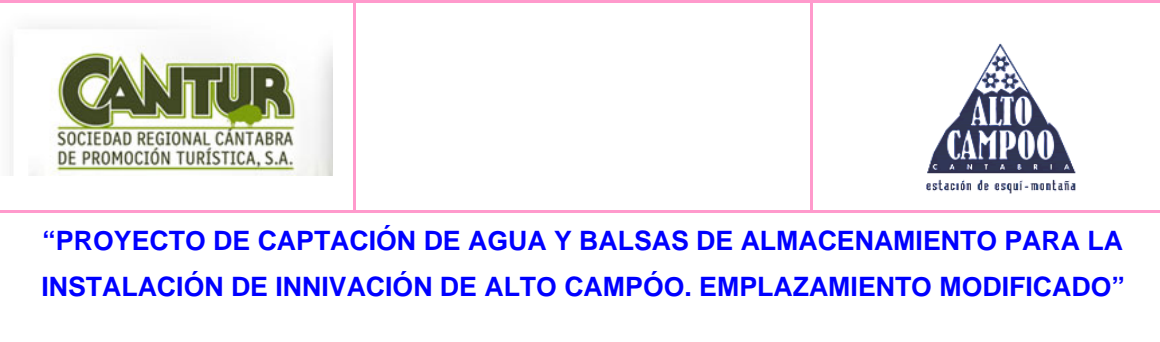 CANTUR
SOCIEDAD REGIONAL CÁNTABRA
DE PROMOCIÓN TURÍSTICA, S.A.
ALTO
CAMPOO
CANTABRIA
estación de esquí-montaña
“PROYECTO DE CAPTACIÓN DE AGUA Y BALSAS DE ALMACENAMIENTO PARA LA
INSTALACIÓN DE INNIVACIÓN DE ALTO CAMPÓO. EMPLAZAMIENTO MODIFICADO”